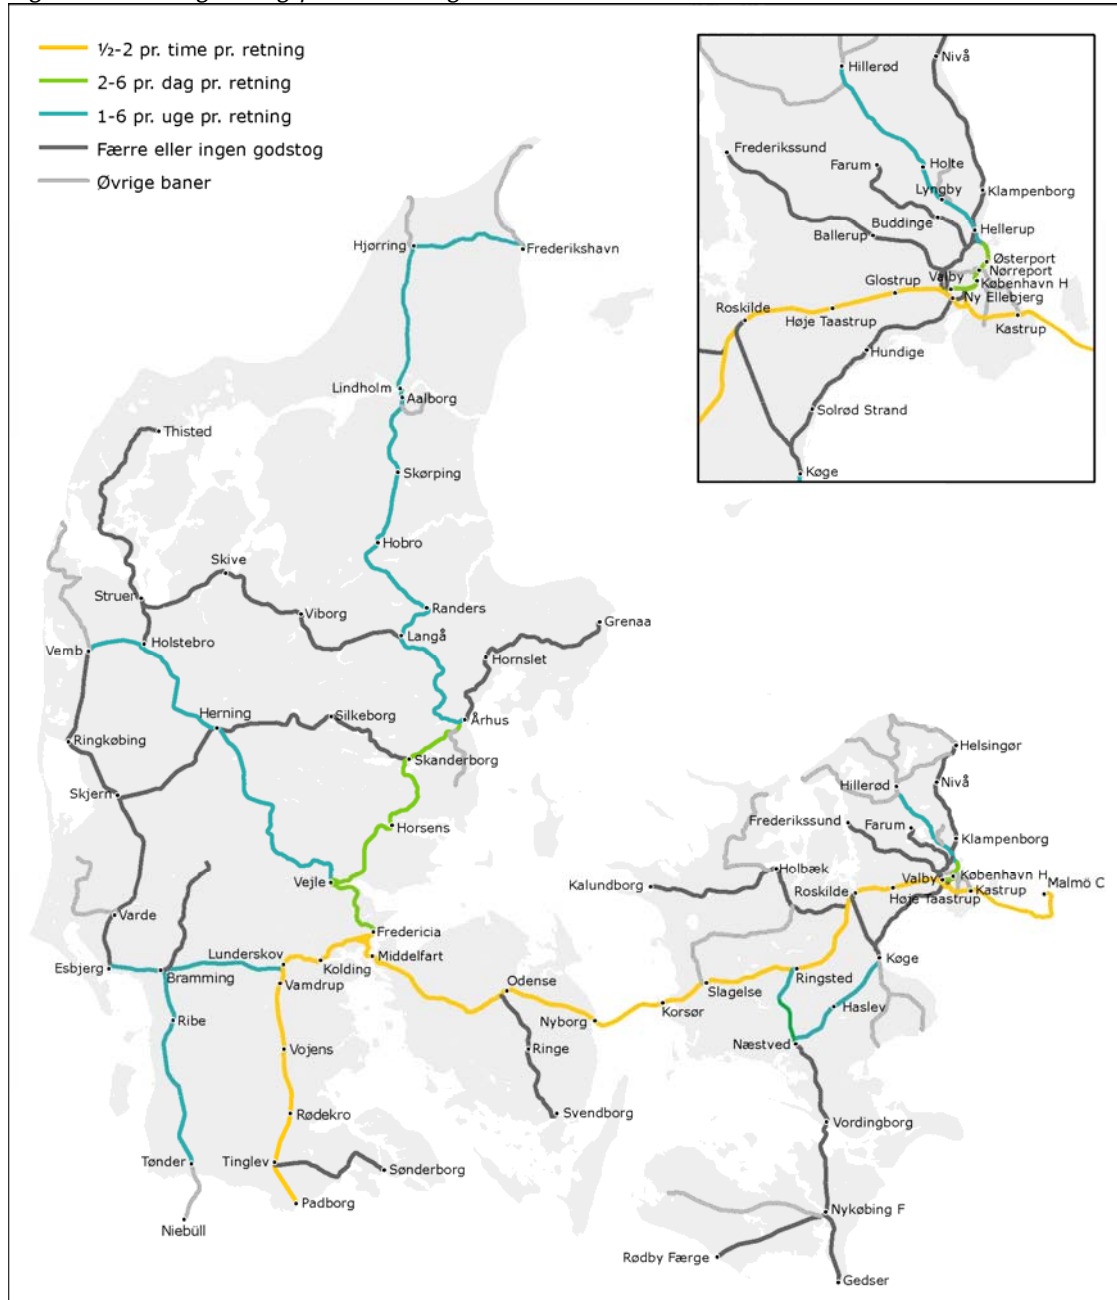 ½-2 pr. time pr. retning
2-6 pr. dag pr. retning
1-6 pr. uge pr. retning
Færre eller ingen godstog
Øvrige baner
Nivå
Hillerød
Frederikssund
Farum
Holte
Lyngby
Klampenborg
Buddinge
Ballerup
Hellerup
Østerport
Nørreport
København H
Valby
Glostrup
Ny Ellebjerg
Roskilde
Høje Taastrup
Kastrup
Hundige
Solrød Strand
Køge
Hjørring
Frederikshavn
Lindholm
Aalborg
Thisted
Skørping
Hobro
Skive
Struer
Viborg
Randers
Grenaa
Langå
Holstebro
Vemb
Hornslet
Herning
Silkeborg
Århus
Ringkøbing
Skanderborg
Skjern
Horsens
Vejle
Varde
Fredericia
Lunderskov
Middelfart
Esbjerg
Bramming
Kolding
Vamdrup
Odense
Ribe
Nyborg
Korsør
Slagelse
Vojens
Ringe
Rødekro
Svendborg
Tønder
Tinglev
Sønderborg
Padborg
Niebüll
Helsingør
Hillerød
Nivå
Frederikssund
Farum
Klampenborg
Holbæk
Kalundborg
Roskilde
Valby
København H
Høje Taastrup
Kastrup
Malmö C
Køge
Ringsted
Haslev
Næstved
Vordingborg
Nykøbing F
Rødby Færge
Gedser